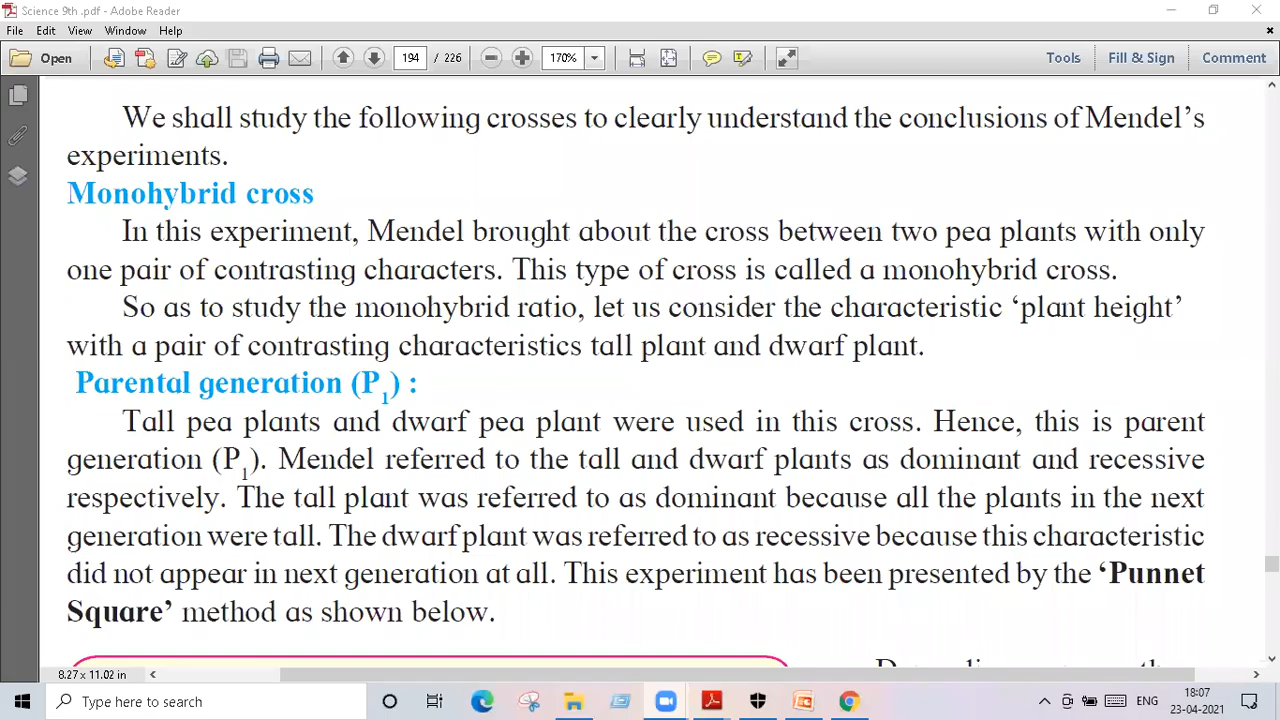 Science 9th .pdf - Adobe Reader
File Edit View Window Help
Open 194 / 226 170% Tools Fill & Sign Comment
We shall study the following crosses to clearly understand the conclusions of Mendel's
experiments.
Monohybrid cross
In this experiment, Mendel brought about the cross between two pea plants with only
one pair of contrasting characters. This type of cross is called a monohybrid cross.
So as to study the monohybrid ratio, let us consider the characteristic ‘plant height’
with a pair of contrasting characteristics tall plant and dwarf plant.
Parental generation (P1) :
Tall pea plants and dwarf pea plant were used in this cross. Hence, this is parent
generation (P1). Mendel referred to the tall and dwarf plants as dominant and recessive
respectively. The tall plant was referred to as dominant because all the plants in the next
generation were tall. The dwarf plant was referred to as recessive because this characteristic
did not appear in next generation at all. This experiment has been presented by the ‘Punnet
Square’ method as shown below.
8.27 x 11.02 in
Type here to search
ENG
18:07
23-04-2021